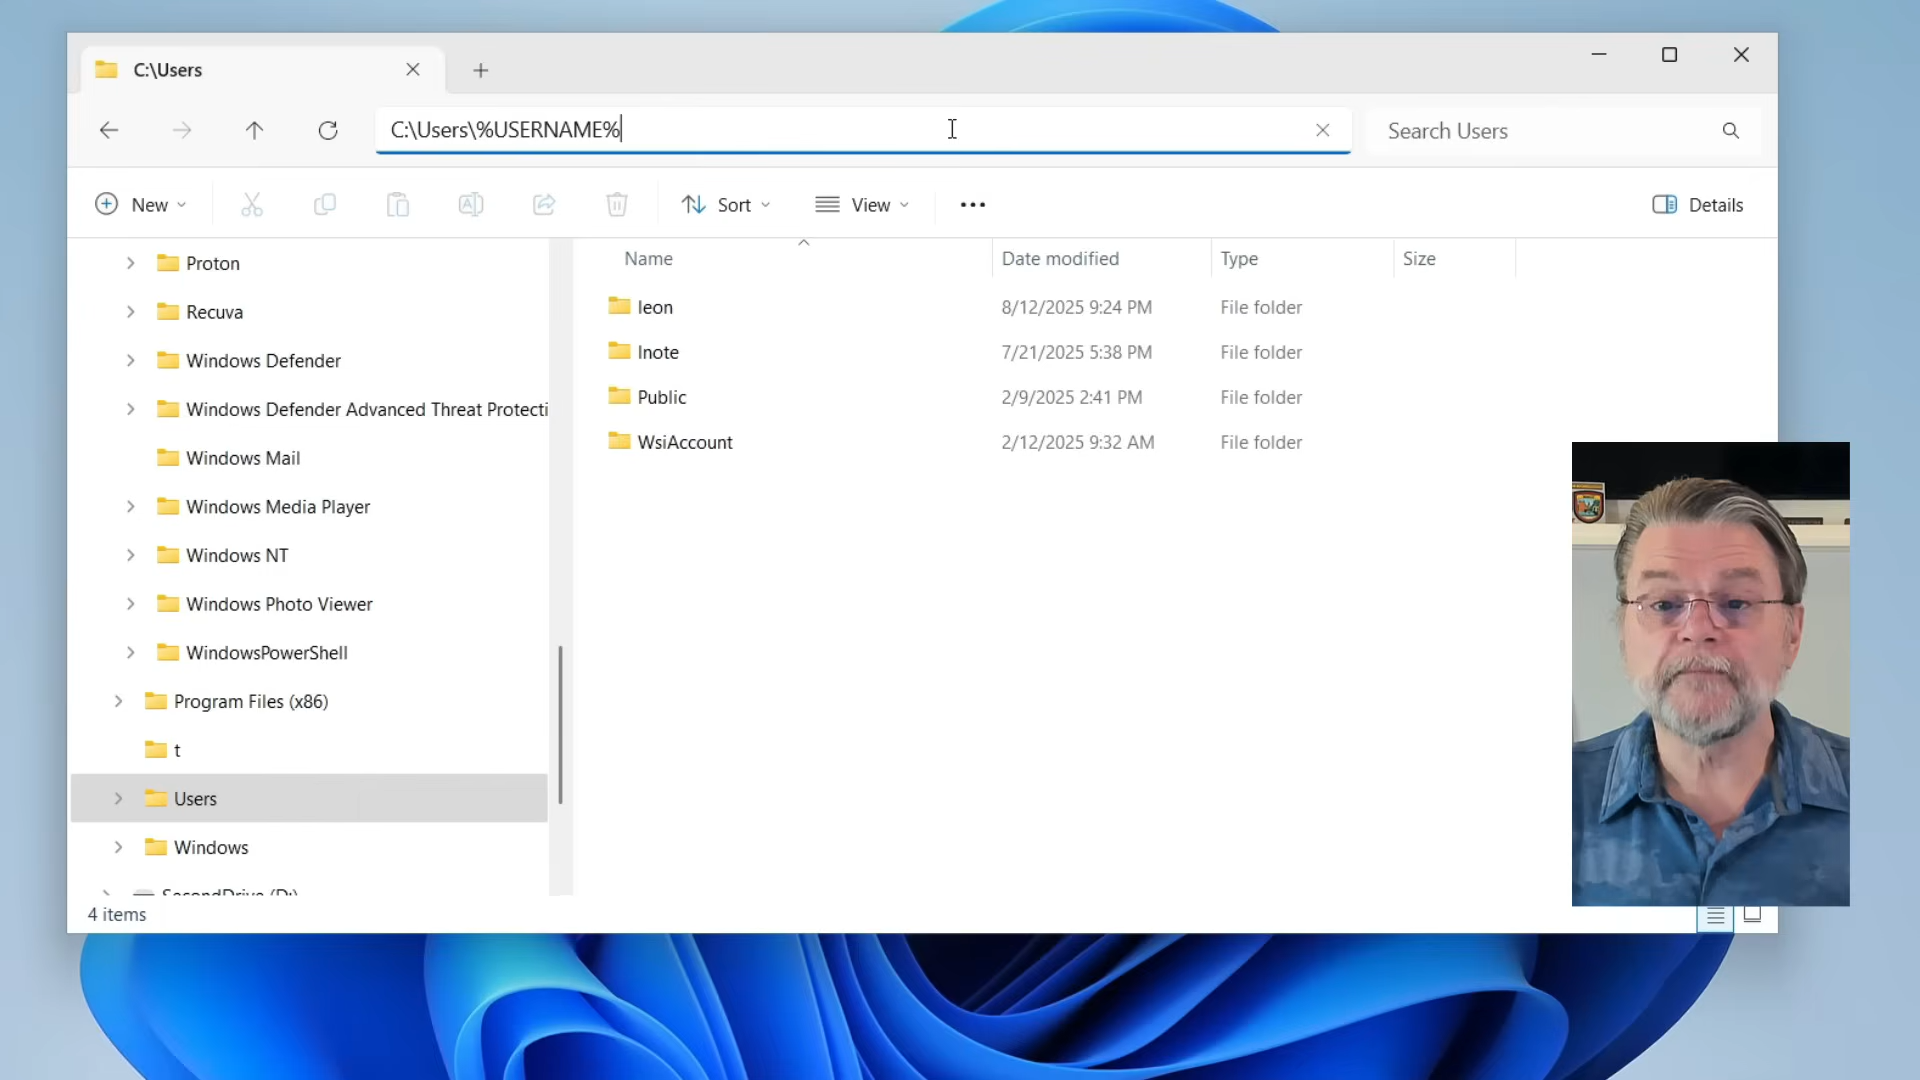 C:\Users
C:\Users\%USERNAME%
Search Users
New
Sort
View
Details
Proton
Recuva
Windows Defender
Windows Defender Advanced Threat Protecti
Windows Mail
Windows Media Player
Windows NT
Windows Photo Viewer
WindowsPowerShell
Program Files (x86)
t
Users
Windows
SecondDrive (D:)
Name Date modified Type Size
leon 8/12/2025 9:24 PM File folder
lnote 7/21/2025 5:38 PM File folder
Public 2/9/2025 2:41 PM File folder
WsiAccount 2/12/2025 9:32 AM File folder
4 items